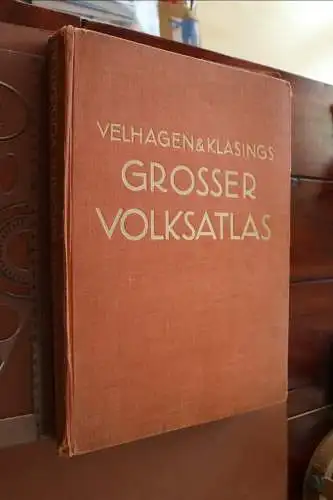 VELHAGEN & KLASINGS
GROSSER
VOLKSATLAS